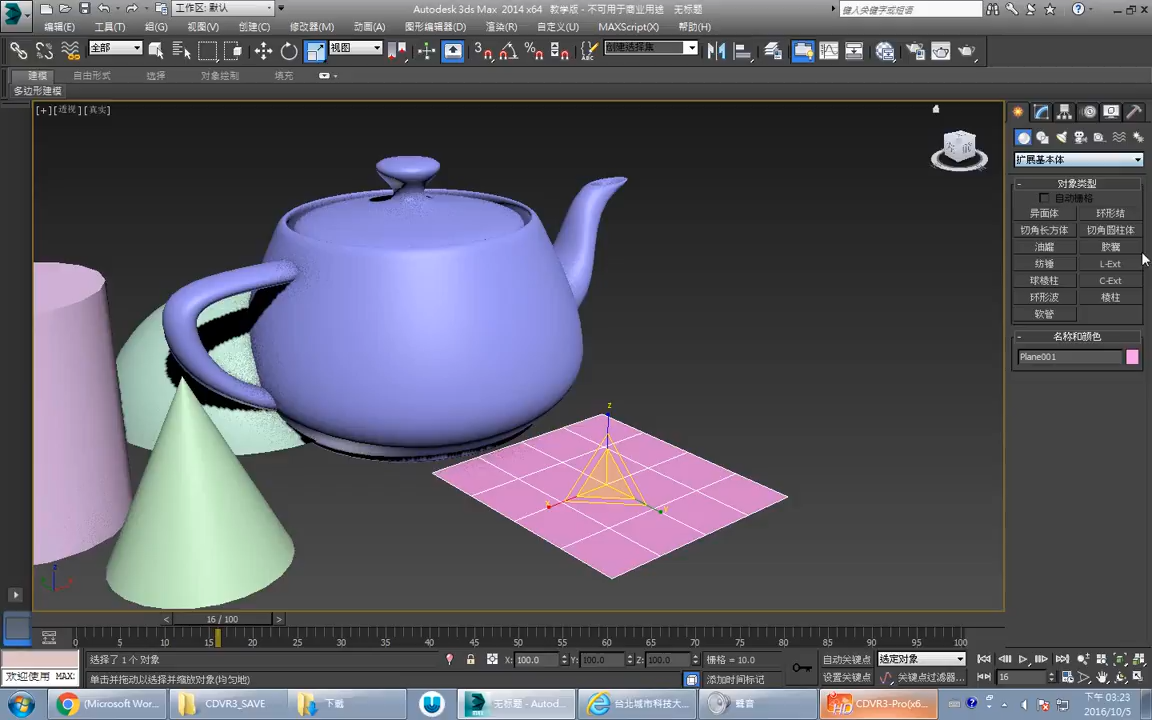 工作区: 默认
Autodesk 3ds Max 2014 x64 教学版 - 不可用于商业用途 无标题
键入关键字或短语
编辑(E) 工具(T) 组(G) 视图(V) 创建(C) 修改器(M) 动画(A) 图形编辑器(D) 渲染(R) 自定义(U) MAXScript(X) 帮助(H)
全部 视图 创建选择集
建模 自由形式 选择 对象绘制 填充
多边形建模
[+][透视][真实]
扩展基本体
- 对象类型
自动栅格
异面体 环形结
切角长方体 切角圆柱体
油罐 胶囊
纺锤 L-Ext
球棱柱 C-Ext
环形波 棱柱
软管
- 名称和颜色
Plane001
z
x
y
z
16 / 100
0 5 10 15 20 25 30 35 40 45 50 55 60 65 70 75 80 85 90 95 100
选择了 1 个 对象 X: 100.0 Y: 100.0 Z: 100.0 栅格 = 10.0 自动关键点 选定对象
欢迎使用 MAX: 单击并拖动以选择并缩放对象(均匀地) 添加时间标记 设置关键点 关键点过滤器... 16
(Microsoft Wor... CDVR3_SAVE 下載 无标题 - Autod... 台北城市科技大... 聲音 CDVR3-Pro(x6...
下午 03:23
2016/10/5